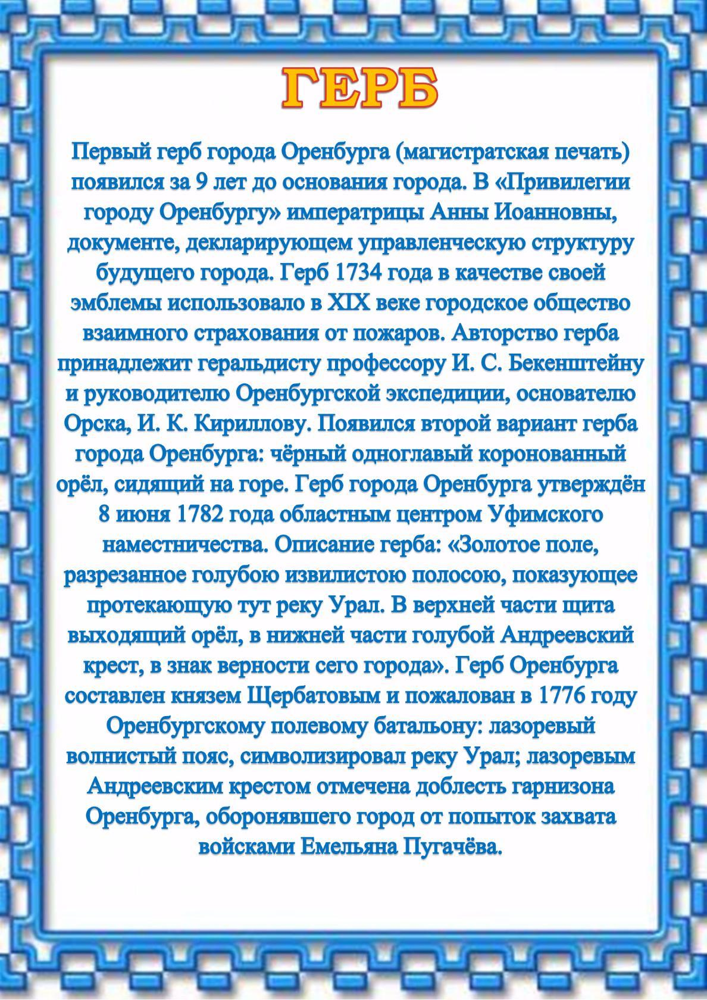 ГЕРБ
Первый герб города Оренбурга (магистратская печать)
появился за 9 лет до основания города. В «Привилегии
городу Оренбургу» императрицы Анны Иоанновны,
документе, декларирующем управленческую структуру
будущего города. Герб 1734 года в качестве своей
эмблемы использовало в XIX веке городское общество
взаимного страхования от пожаров. Авторство герба
принадлежит геральдисту профессору И. С. Бекенштейну
и руководителю Оренбургской экспедиции, основателю
Орска, И. К. Кириллову. Появился второй вариант герба
города Оренбурга: чёрный одноглавый коронованный
орёл, сидящий на горе. Герб города Оренбурга утверждён
8 июня 1782 года областным центром Уфимского
наместничества. Описание герба: «Золотое поле,
разрезанное голубою извилистою полосою, показующее
протекающую тут реку Урал. В верхней части щита
выходящий орёл, в нижней части голубой Андреевский
крест, в знак верности сего города». Герб Оренбурга
составлен князем Щербатовым и пожалован в 1776 году
Оренбургскому полевому батальону: лазоревый
волнистый пояс, символизировал реку Урал; лазоревым
Андреевским крестом отмечена доблесть гарнизона
Оренбурга, оборонявшего город от попыток захвата
войсками Емельяна Пугачёва.